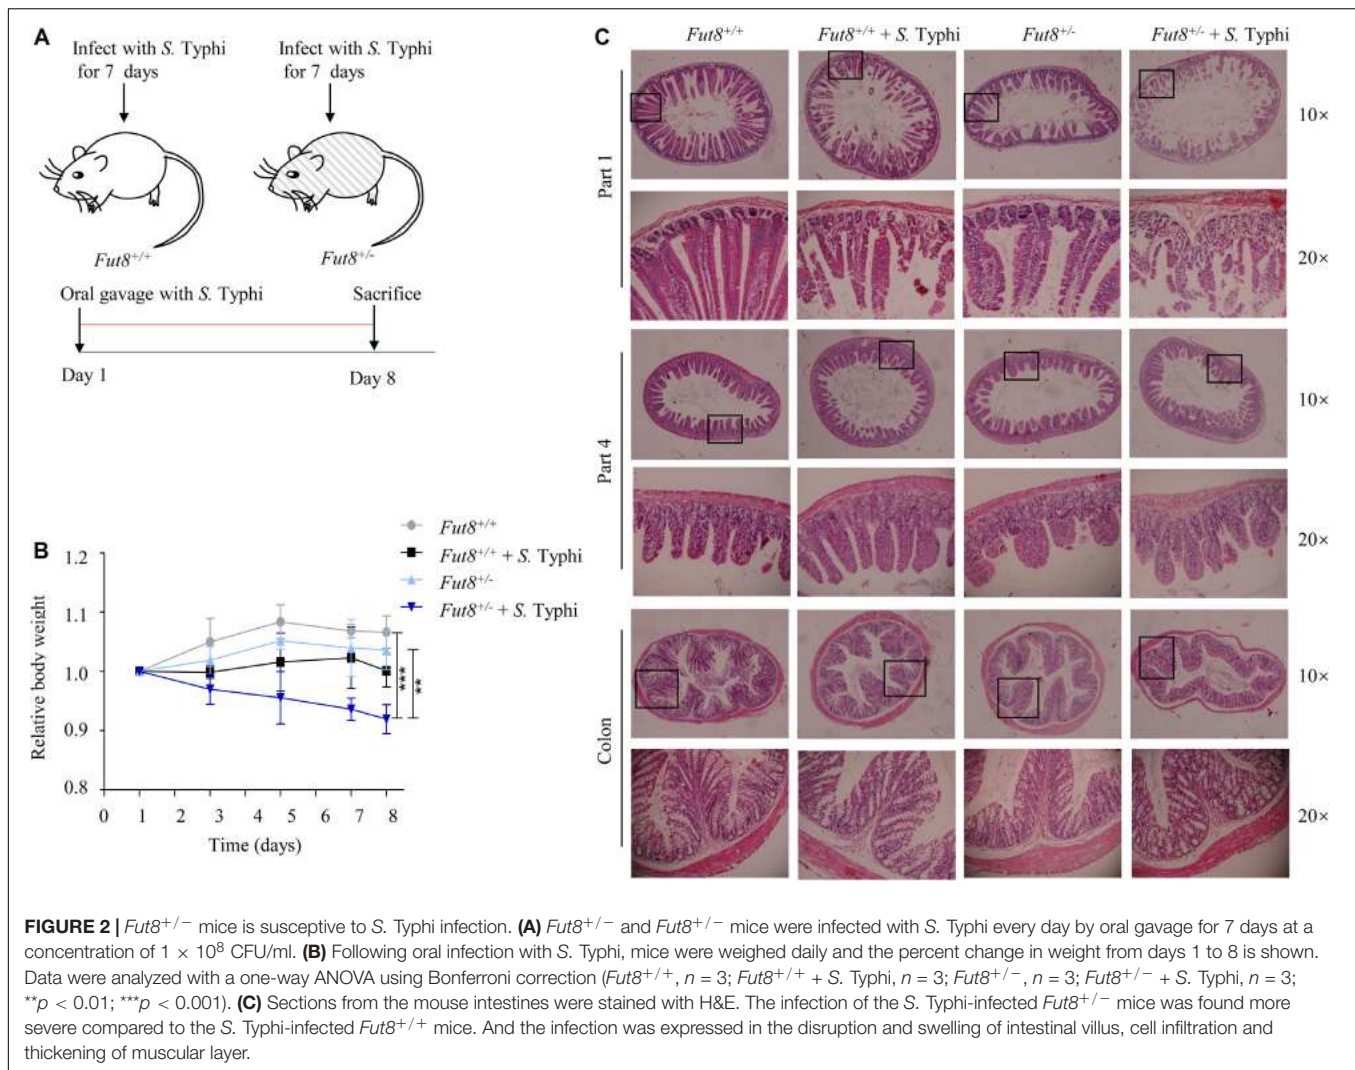 A
Infect with S. Typhi
for 7 days
Infect with S. Typhi
for 7 days
Fut8+/+
Fut8+/-
Oral gavage with S. Typhi
Sacrifice
Day 1
Day 8
B
Fut8+/+
Fut8+/+ + S. Typhi
Fut8+/-
Fut8+/- + S. Typhi
Relative body weight
1.2
1.1
1.0
0.9
0.8
***
**
0 1 2 3 4 5 6 7 8
Time (days)
C
Fut8+/+
Fut8+/+ + S. Typhi
Fut8+/-
Fut8+/- + S. Typhi
Part 1
10×
20×
Part 4
10×
20×
Colon
10×
20×
FIGURE 2 | Fut8+/− mice is susceptive to S. Typhi infection. (A) Fut8+/− and Fut8+/− mice were infected with S. Typhi every day by oral gavage for 7 days at a
concentration of 1 × 10⁸ CFU/ml. (B) Following oral infection with S. Typhi, mice were weighed daily and the percent change in weight from days 1 to 8 is shown.
Data were analyzed with a one-way ANOVA using Bonferroni correction (Fut8+/+, n = 3; Fut8+/+ + S. Typhi, n = 3; Fut8+/−, n = 3; Fut8+/− + S. Typhi, n = 3;
**p < 0.01; ***p < 0.001). (C) Sections from the mouse intestines were stained with H&E. The infection of the S. Typhi-infected Fut8+/− mice was found more
severe compared to the S. Typhi-infected Fut8+/+ mice. And the infection was expressed in the disruption and swelling of intestinal villus, cell infiltration and
thickening of muscular layer.